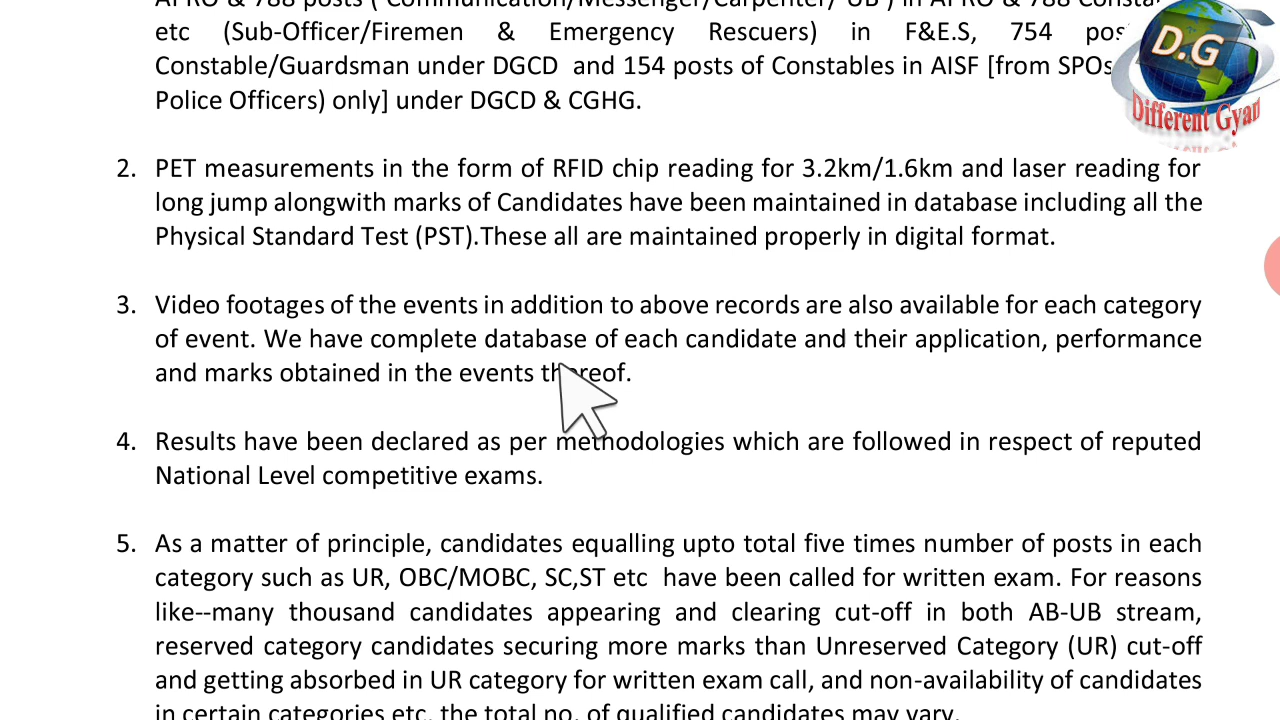 APRO & 788 posts ( Communication/Messenger/Carpenter/ UB ) in APRO & 788
etc (Sub-Officer/Firemen & Emergency Rescuers) in F&E.S, 754
Constable/Guardsman under DGCD and 154 posts of Constables in AISF [from SPOs
Police Officers) only] under DGCD & CGHG.
D.G
Different Gyan
2. PET measurements in the form of RFID chip reading for 3.2km/1.6km and laser reading for
long jump alongwith marks of Candidates have been maintained in database including all the
Physical Standard Test (PST).These all are maintained properly in digital format.
3. Video footages of the events in addition to above records are also available for each category
of event. We have complete database of each candidate and their application, performance
and marks obtained in the events thereof.
4. Results have been declared as per methodologies which are followed in respect of reputed
National Level competitive exams.
5. As a matter of principle, candidates equalling upto total five times number of posts in each
category such as UR, OBC/MOBC, SC,ST etc have been called for written exam. For reasons
like--many thousand candidates appearing and clearing cut-off in both AB-UB stream,
reserved category candidates securing more marks than Unreserved Category (UR) cut-off
and getting absorbed in UR category for written exam call, and non-availability of candidates
in certain categories etc, the total no. of qualified candidates may vary.